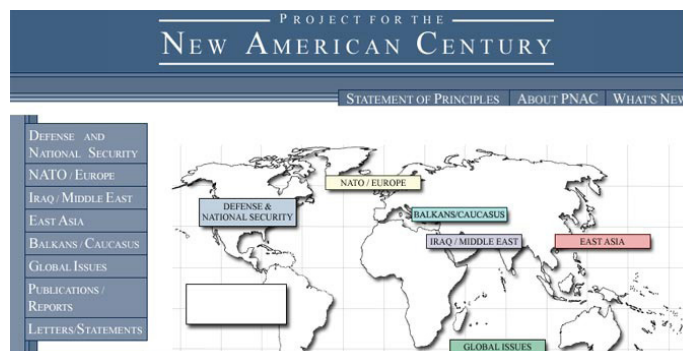 PROJECT FOR THE
NEW AMERICAN CENTURY
STATEMENT OF PRINCIPLES
ABOUT PNAC
WHAT'S NEW
DEFENSE AND
NATIONAL SECURITY
NATO / EUROPE
IRAQ / MIDDLE EAST
EAST ASIA
BALKANS / CAUCASUS
GLOBAL ISSUES
PUBLICATIONS /
REPORTS
LETTERS/STATEMENTS
NATO / EUROPE
DEFENSE &
NATIONAL SECURITY
BALKANS/CAUCASUS
IRAQ / MIDDLE EAST
EAST ASIA
GLOBAL ISSUES